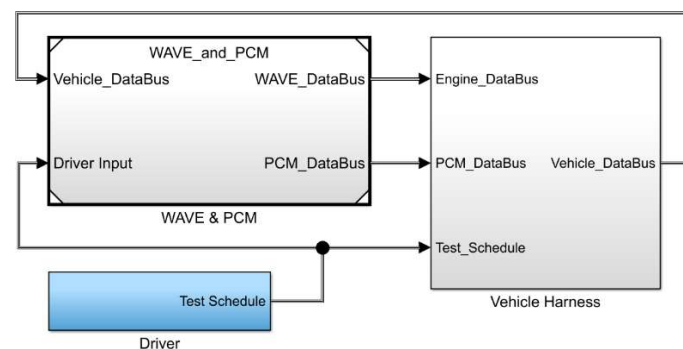 WAVE_and_PCM
Vehicle_DataBus
WAVE_DataBus
Driver Input
PCM_DataBus
WAVE & PCM
Engine_DataBus
PCM_DataBus
Vehicle_DataBus
Test_Schedule
Vehicle Harness
Test Schedule
Driver